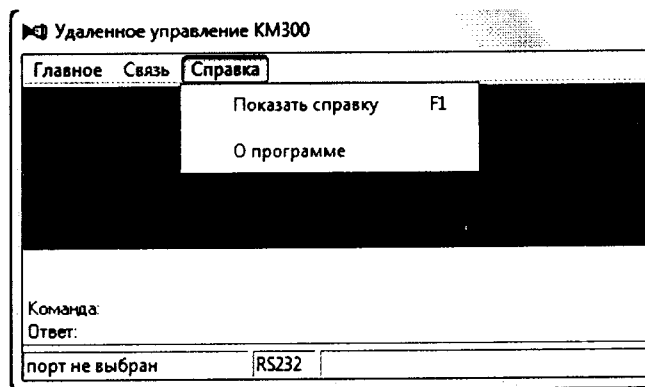 Удаленное управление КМ300
Главное Связь Справка
Показать справку F1
О программе
Команда:
Ответ:
порт не выбран RS232